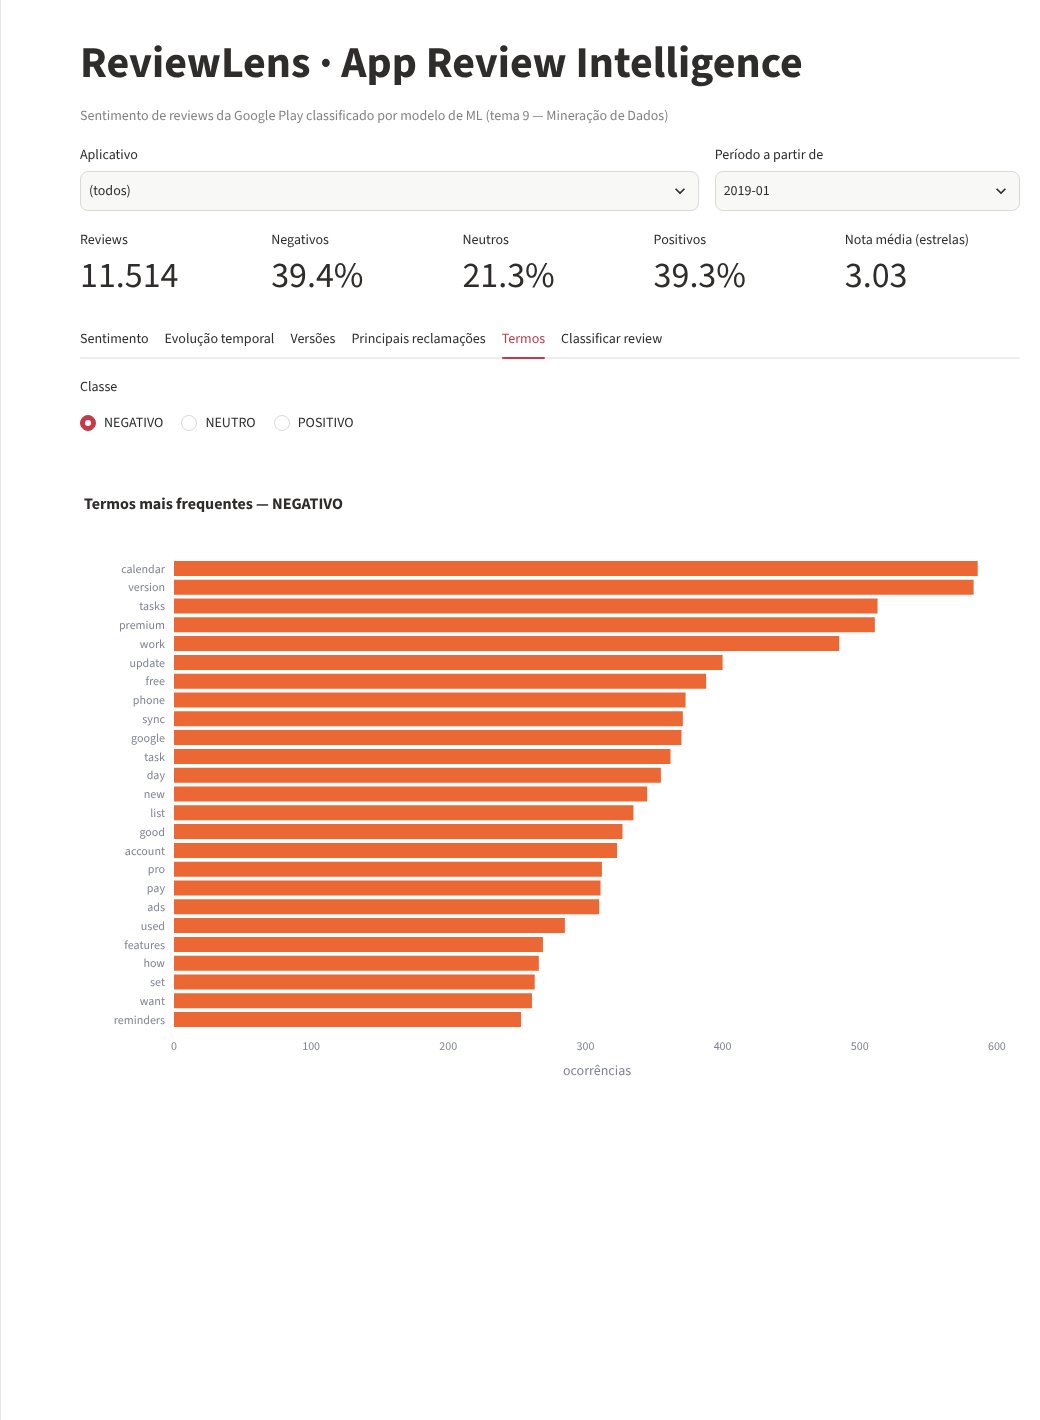 ReviewLens · App Review Intelligence
Sentimento de reviews da Google Play classificado por modelo de ML (tema 9 — Mineração de Dados)
Aplicativo
Período a partir de
(todos)
2019-01
Reviews
Negativos
Neutros
Positivos
Nota média (estrelas)
11.514
39.4%
21.3%
39.3%
3.03
Sentimento
Evolução temporal
Versões
Principais reclamações
Termos
Classificar review
Classe
NEGATIVO
NEUTRO
POSITIVO
Termos mais frequentes — NEGATIVO
calendar
version
tasks
premium
work
update
free
phone
sync
google
task
day
new
list
good
account
pro
pay
ads
used
features
how
set
want
reminders
0
100
200
300
400
500
600
ocorrências